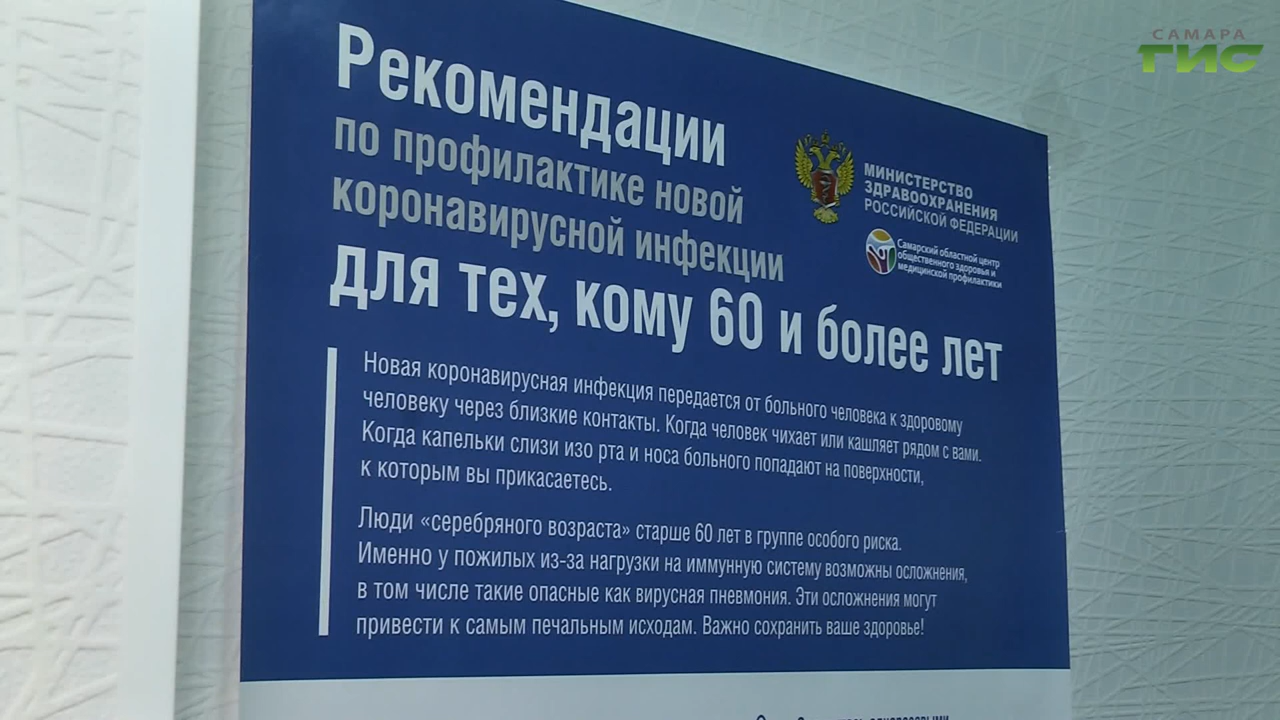 САМАРА
ГИС
Рекомендации
по профилактике новой
коронавирусной инфекции
для тех, кому 60 и более лет
МИНИСТЕРСТВО
ЗДРАВООХРАНЕНИЯ
РОССИЙСКОЙ ФЕДЕРАЦИИ
Самарский областной центр
общественного здоровья и
медицинской профилактики
Новая коронавирусная инфекция передается от больного человека к здоровому
человеку через близкие контакты. Когда человек чихает или кашляет рядом с вами.
Когда капельки слизи изо рта и носа больного попадают на поверхности,
к которым вы прикасаетесь.
Люди «серебряного возраста» старше 60 лет в группе особого риска.
Именно у пожилых из-за нагрузки на иммунную систему возможны осложнения,
в том числе такие опасные как вирусная пневмония. Эти осложнения могут
привести к самым печальным исходам. Важно сохранить ваше здоровье!